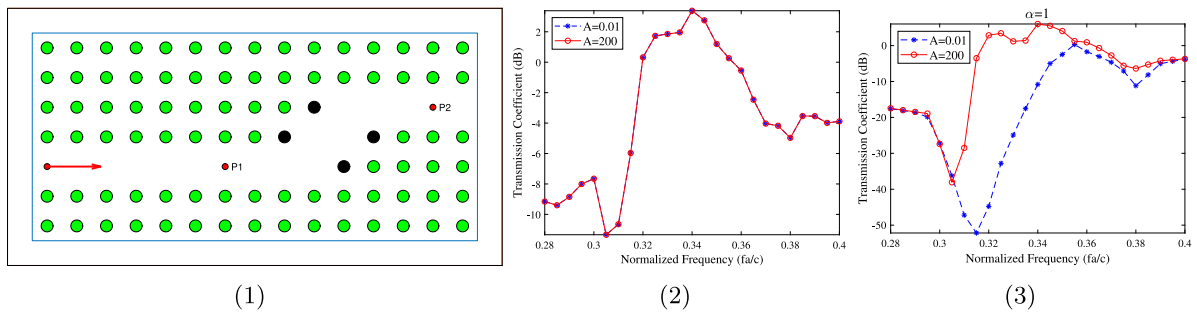 P2
P1
(1)
A=0.01
A=200
Transmission Coefficient (dB)
2
0
-2
-4
-6
-8
-10
0.28 0.3 0.32 0.34 0.36 0.38 0.4
Normalized Frequency (fa/c)
(2)
α=1
A=0.01
A=200
Transmission Coefficient (dB)
0
-10
-20
-30
-40
-50
0.28 0.3 0.32 0.34 0.36 0.38 0.4
Normalized Frequency (fa/c)
(3)